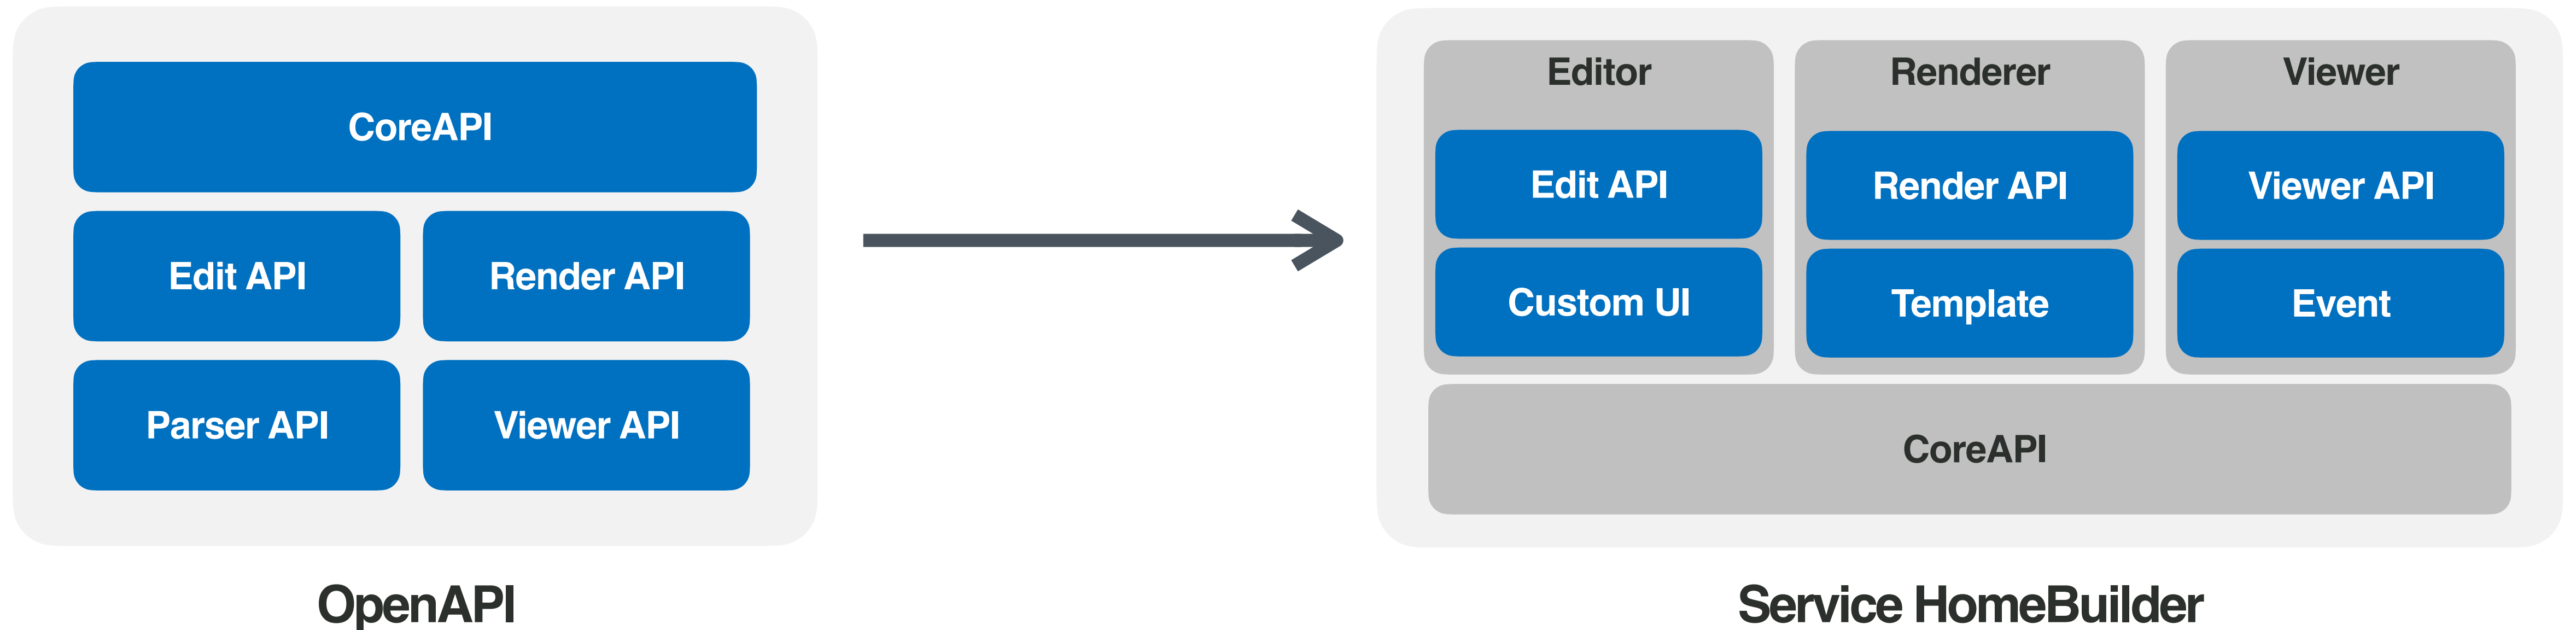 CoreAPI
Edit API
Render API
Parser API
Viewer API
OpenAPI
Editor
Edit API
Custom UI
Renderer
Render API
Template
Viewer
Viewer API
Event
CoreAPI
Service HomeBuilder